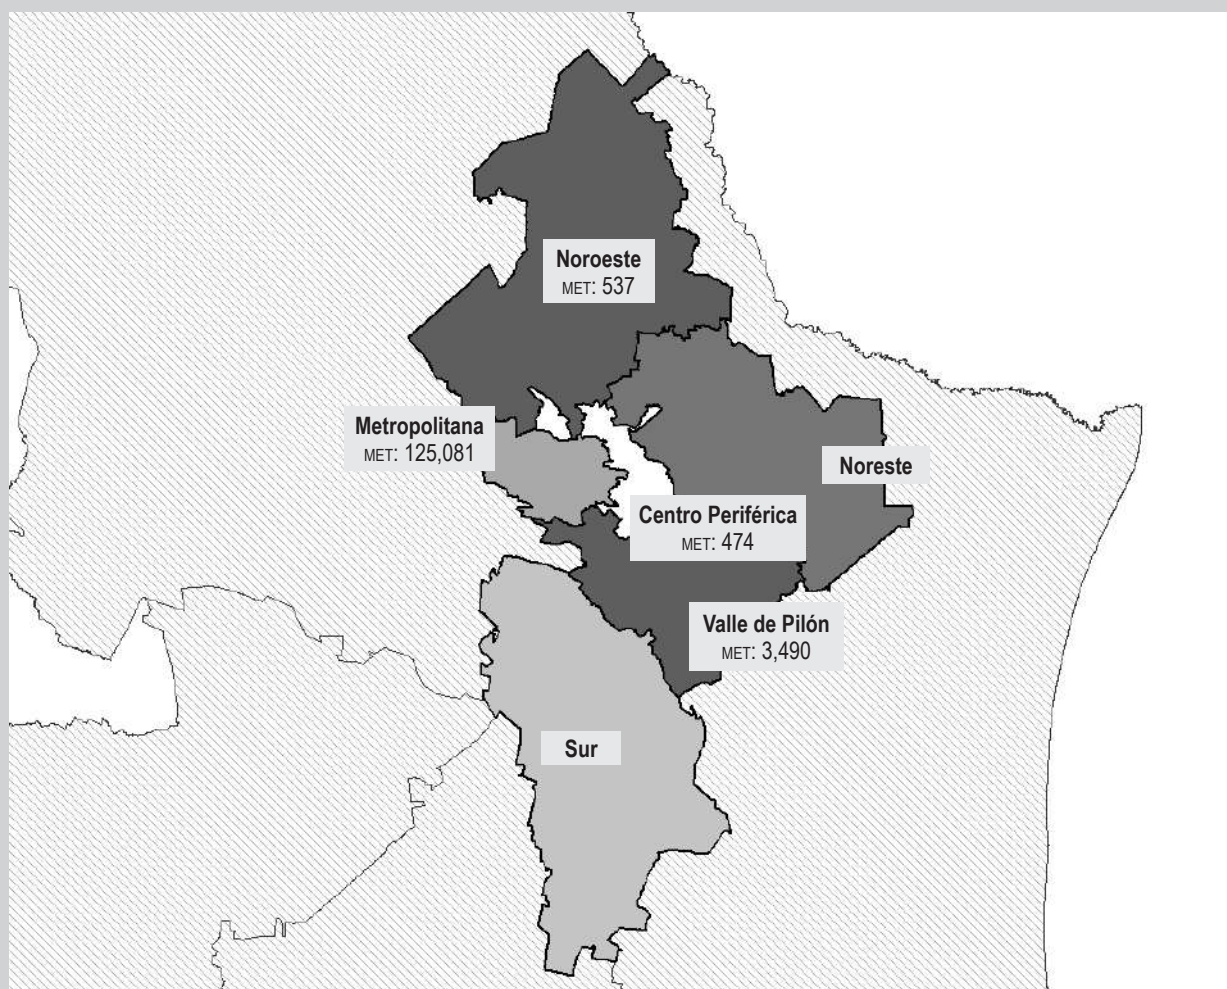 Noroeste
MET: 537
Metropolitana
MET: 125,081
Noreste
Centro Periférica
MET: 474
Valle de Pilón
MET: 3,490
Sur